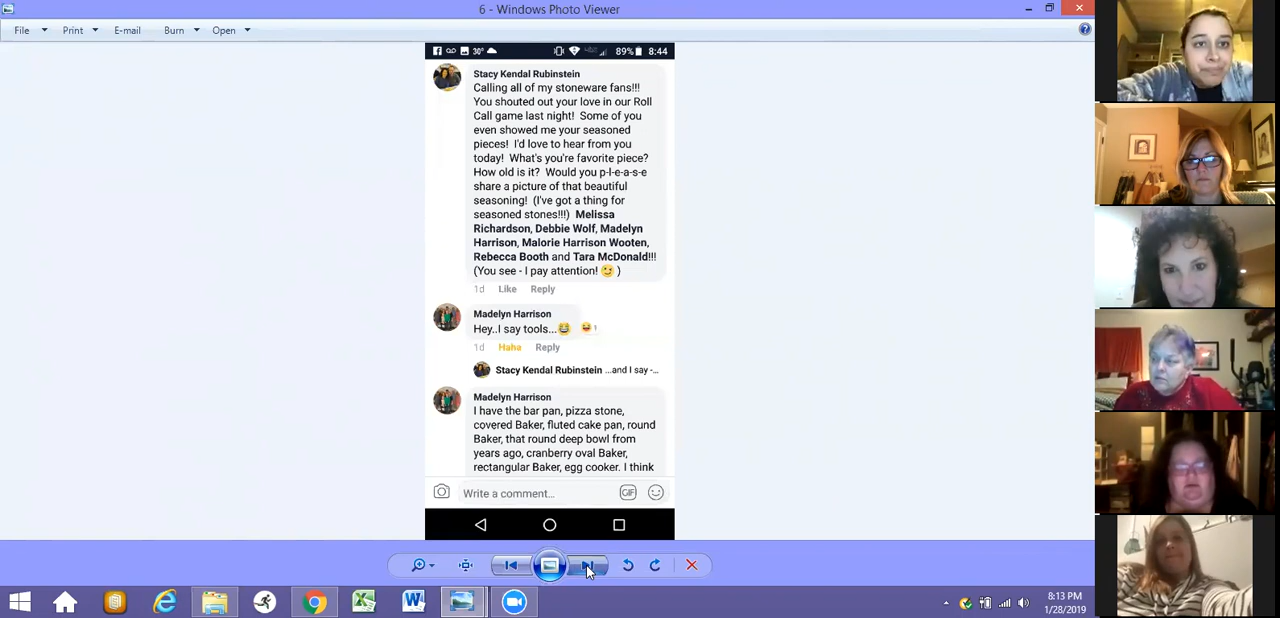 6 - Windows Photo Viewer
File Print E-mail Burn Open
30° 89% 8:44
Stacy Kendal Rubinstein
Calling all of my stoneware fans!!!
You shouted out your love in our Roll
Call game last night! Some of you
even showed me your seasoned
pieces! I'd love to hear from you
today! What's you're favorite piece?
How old is it? Would you p-l-e-a-s-e
share a picture of that beautiful
seasoning! (I've got a thing for
seasoned stones!!!) Melissa
Richardson, Debbie Wolf, Madelyn
Harrison, Malorie Harrison Wooten,
Rebecca Booth and Tara McDonald!!!
(You see - I pay attention! 😉 )
1d Like Reply
Madelyn Harrison
Hey..I say tools...😂 😆 1
1d Haha Reply
Stacy Kendal Rubinstein ...and I say -...
Madelyn Harrison
I have the bar pan, pizza stone,
covered Baker, fluted cake pan, round
Baker, that round deep bowl from
years ago, cranberry oval Baker,
rectangular Baker, egg cooker. I think
Write a comment... GIF
8:13 PM
1/28/2019